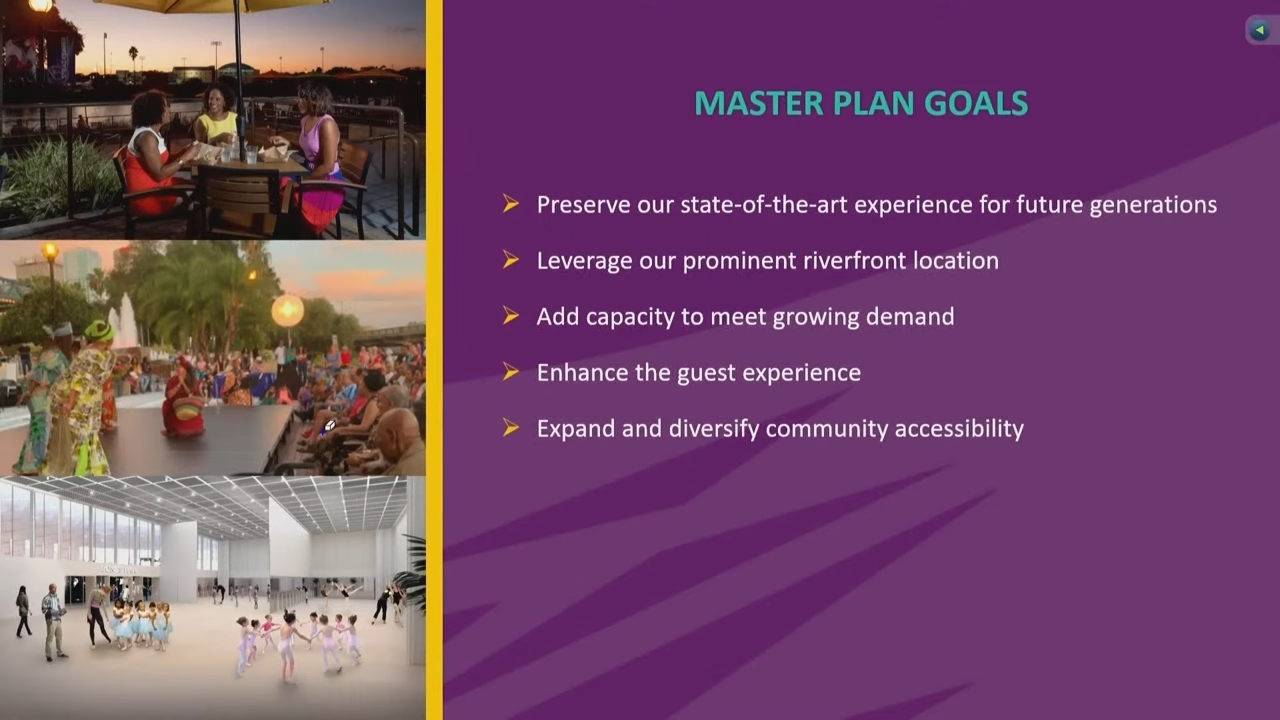 MASTER PLAN GOALS
Preserve our state-of-the-art experience for future generations
Leverage our prominent riverfront location
Add capacity to meet growing demand
Enhance the guest experience
Expand and diversify community accessibility